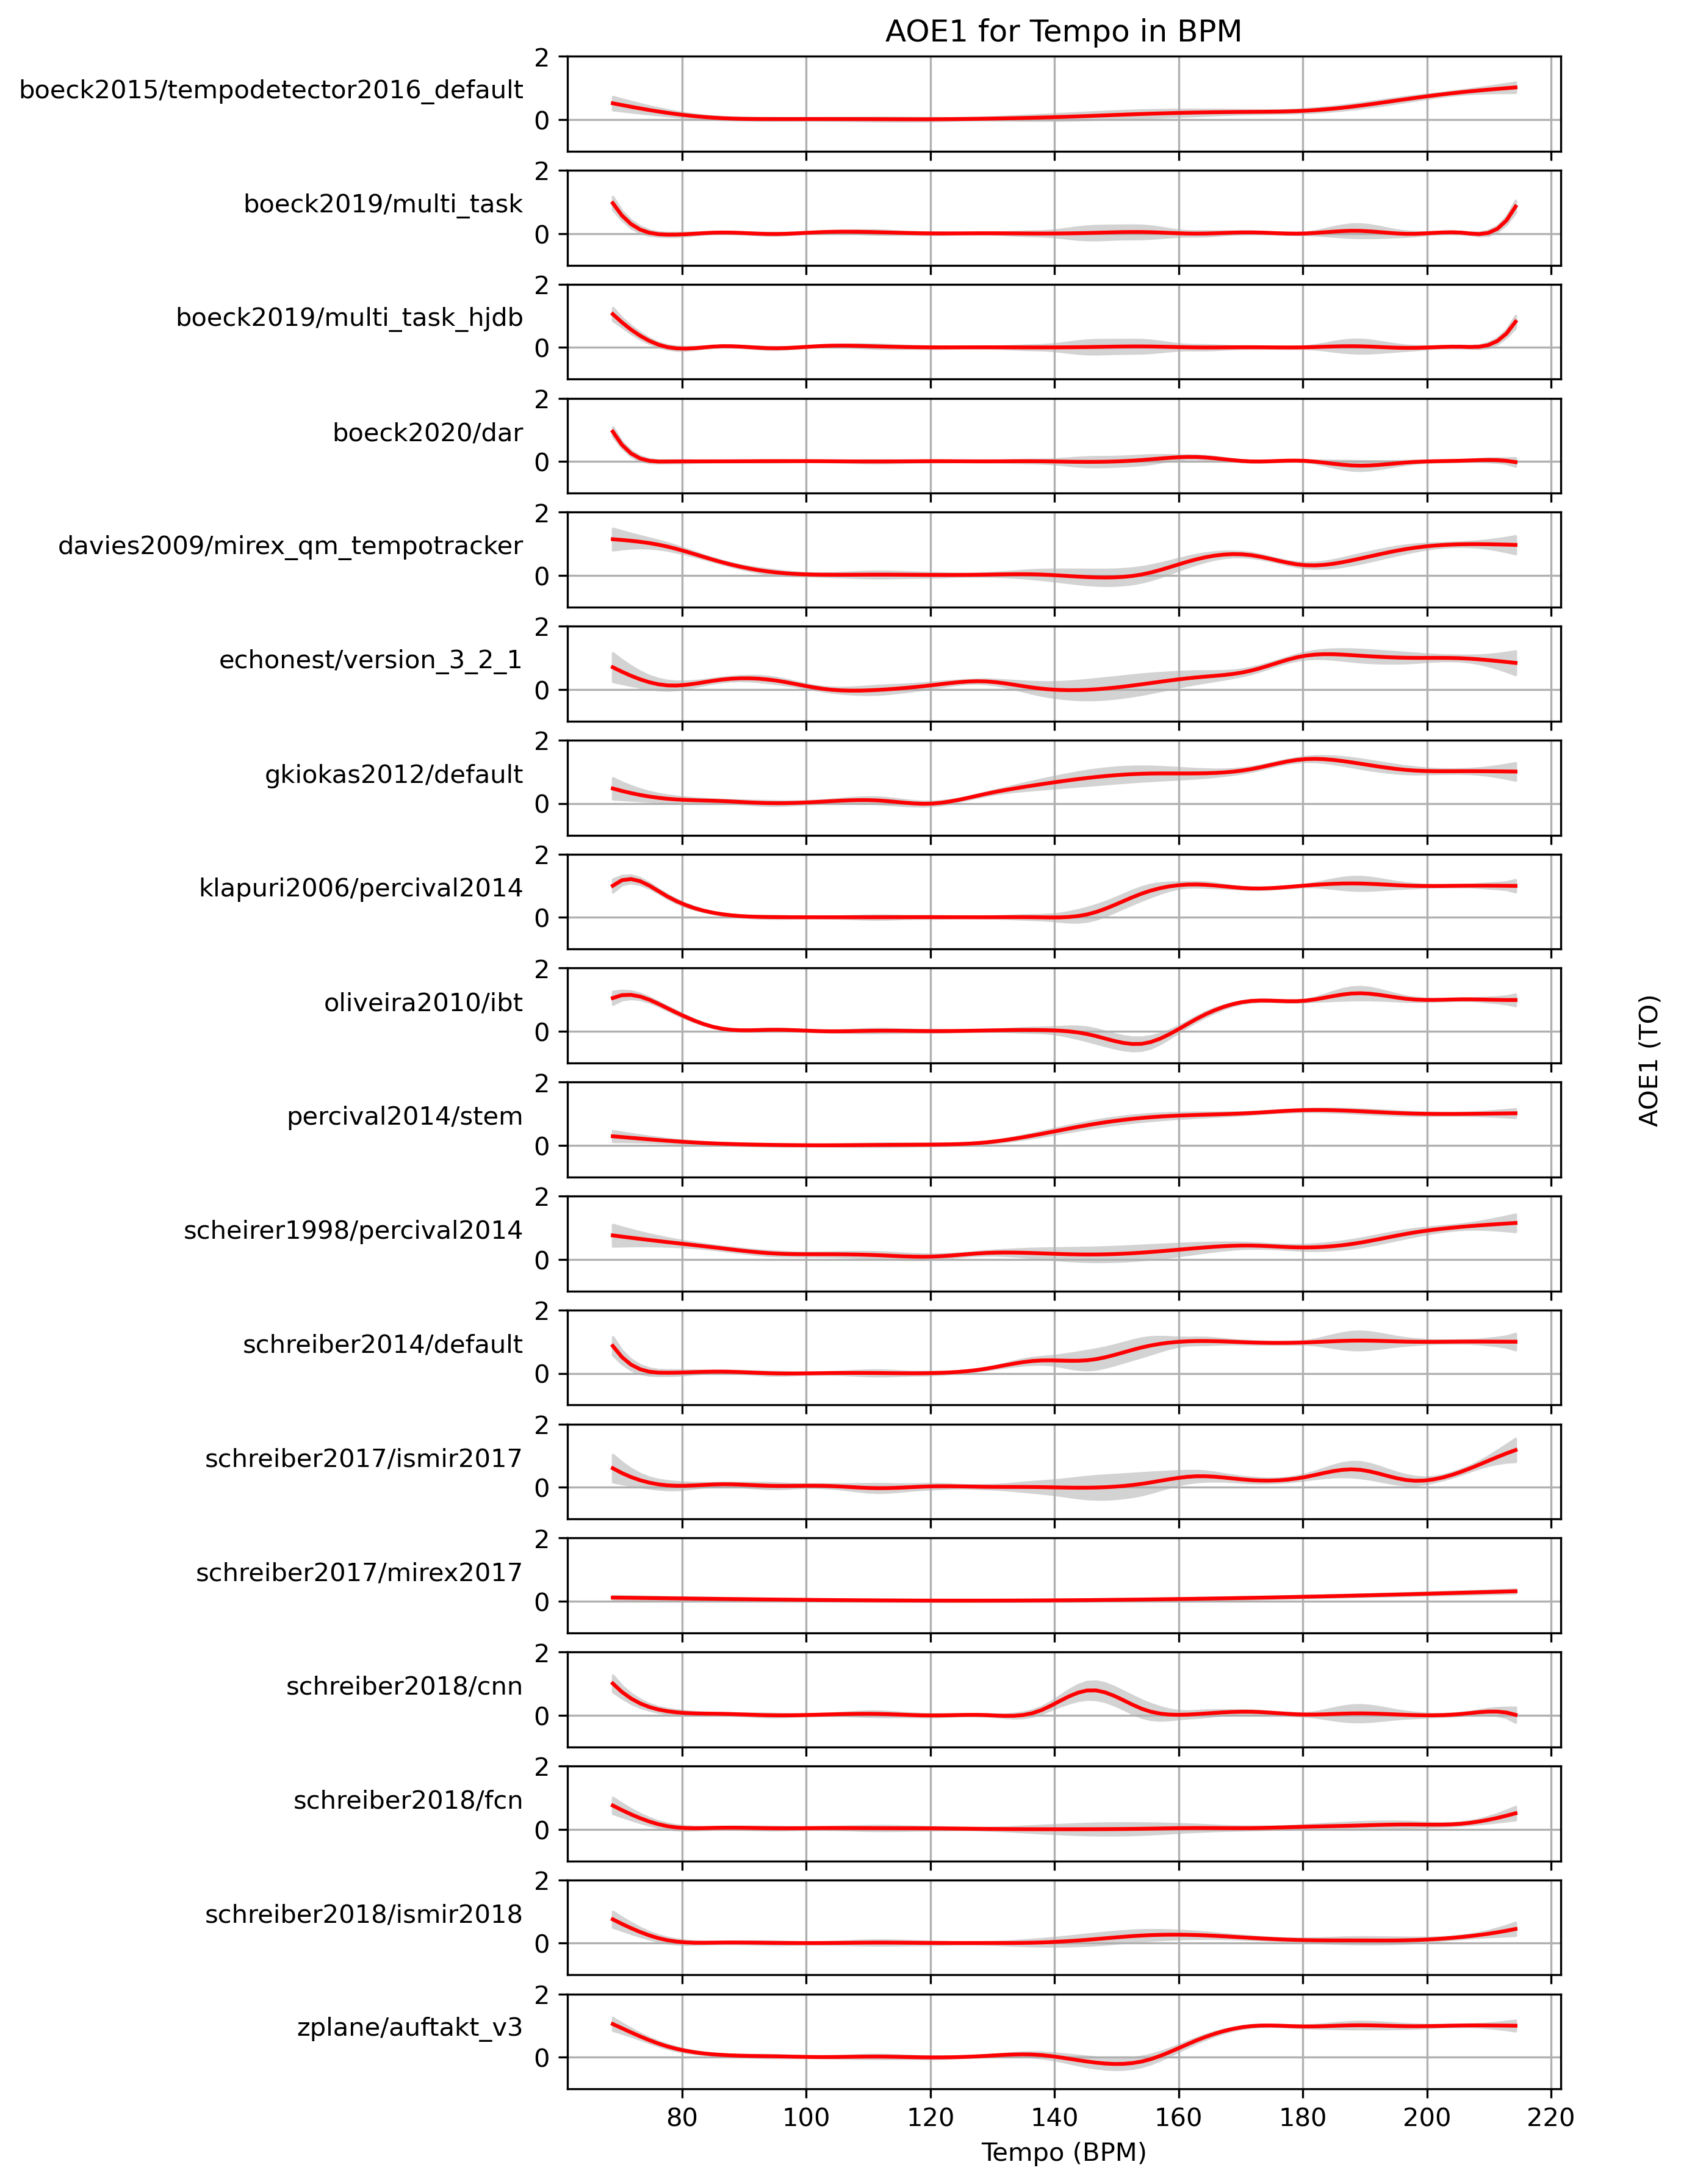 AOE1 for Tempo in BPM
2
boeck2015/tempodetector2016_default
0
2
boeck2019/multi_task
0
2
boeck2019/multi_task_hjdb
0
2
boeck2020/dar
0
2
davies2009/mirex_qm_tempotracker
0
2
echonest/version_3_2_1
0
2
gkiokas2012/default
0
2
klapuri2006/percival2014
0
2
oliveira2010/ibt
0
2
percival2014/stem
0
2
scheirer1998/percival2014
0
2
schreiber2014/default
0
2
schreiber2017/ismir2017
0
2
schreiber2017/mirex2017
0
2
schreiber2018/cnn
0
2
schreiber2018/fcn
0
2
schreiber2018/ismir2018
0
2
zplane/auftakt_v3
0
80 100 120 140 160 180 200 220
Tempo (BPM)
AOE1 (TO)